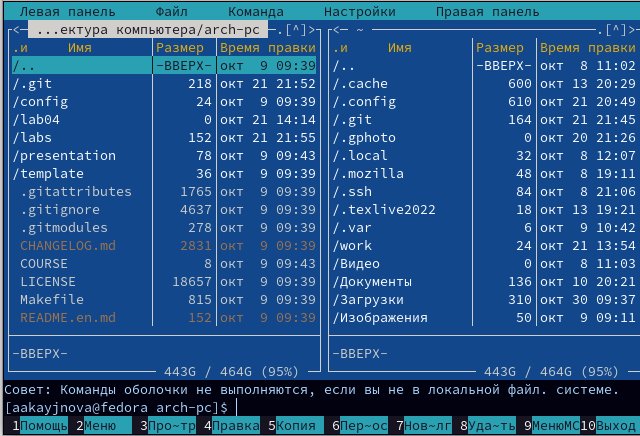 Левая панель Файл Команда Настройки Правая панель
<─ ...ектура компьютера/arch-pc ─.[^]> <─ ~ ─.[^]>
.и Имя Размер Время правки .и Имя Размер Время правки
/.. -ВВЕРХ- окт 9 09:39 /.. -ВВЕРХ- окт 8 11:02
/.git 218 окт 21 21:52 /.cache 600 окт 13 20:29
/config 24 окт 9 09:39 /.config 610 окт 21 20:49
/lab04 0 окт 21 14:14 /.git 164 окт 21 21:45
/labs 152 окт 21 21:55 /.gphoto 0 окт 20 21:26
/presentation 78 окт 9 09:43 /.local 32 окт 8 12:07
/template 36 окт 9 09:39 /.mozilla 48 окт 8 19:11
.gitattributes 1765 окт 9 09:39 /.ssh 84 окт 8 21:06
.gitignore 4637 окт 9 09:39 /.texlive2022 18 окт 13 19:21
.gitmodules 278 окт 9 09:39 /.var 6 окт 9 10:42
CHANGELOG.md 2831 окт 9 09:39 /work 24 окт 21 13:54
COURSE 8 окт 9 09:43 /Видео 0 окт 8 11:03
LICENSE 18657 окт 9 09:39 /Документы 136 окт 10 20:21
Makefile 815 окт 9 09:39 /Загрузки 310 окт 30 09:37
README.en.md 152 окт 9 09:39 /Изображения 50 окт 9 09:11
-ВВЕРХ- -ВВЕРХ-
443G / 464G (95%) 443G / 464G (95%)
Совет: Команды оболочки не выполняются, если вы не в локальной файл. системе.
[aakayjnova@fedora arch-pc]$
1Помощь 2Меню 3Про~тр 4Правка 5Копия 6Пер~ос 7Нов~лг 8Уда~ть 9МенюMC 10Выход